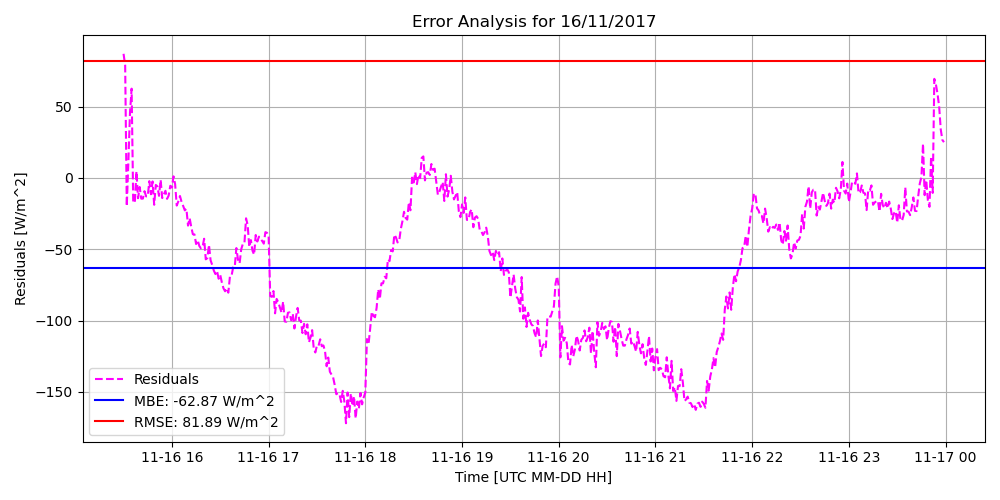 Error Analysis for 16/11/2017
Residuals [W/m^2]
50
0
−50
−100
−150
Residuals
MBE: -62.87 W/m^2
RMSE: 81.89 W/m^2
11-16 16
11-16 17
11-16 18
11-16 19
11-16 20
11-16 21
11-16 22
11-16 23
11-17 00
Time [UTC MM-DD HH]